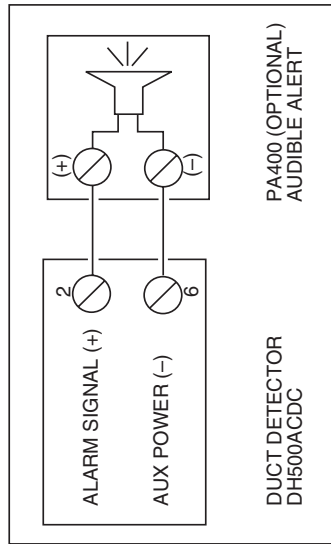 PA400 (OPTIONAL)
AUDIBLE ALERT
(+)
(–)
2
6
ALARM SIGNAL (+)
AUX POWER (–)
DUCT DETECTOR
DH500ACDC